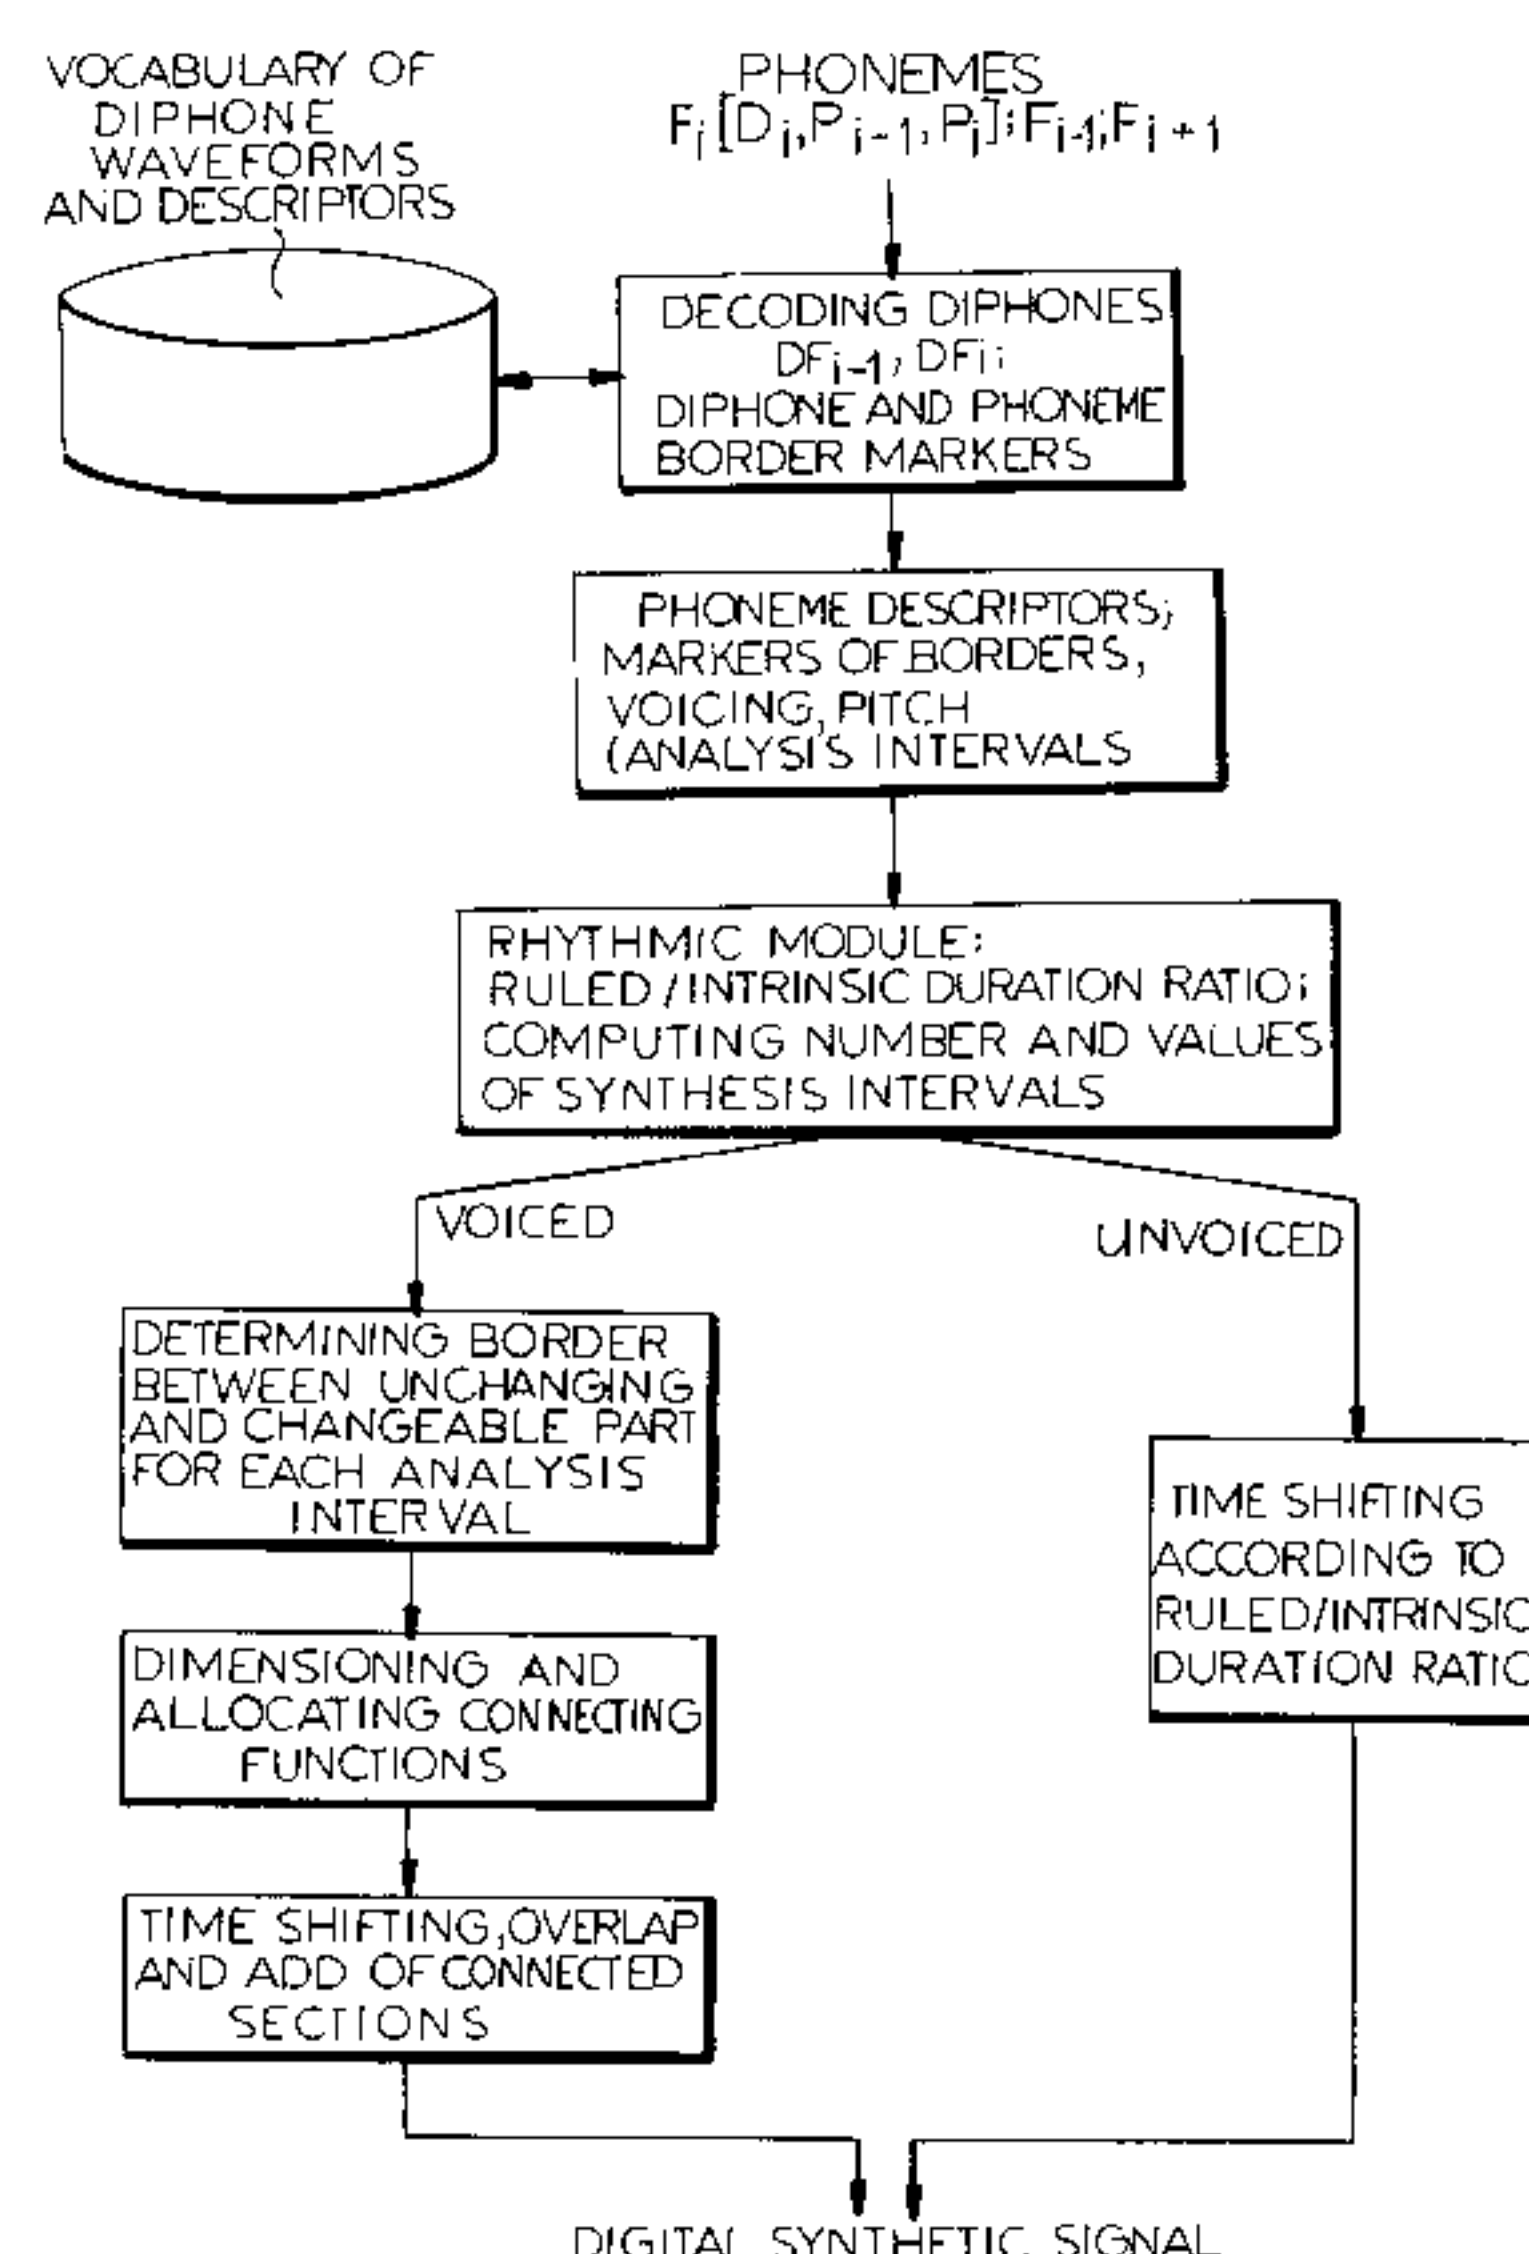 VOCABULARY OF
DIPHONE
WAVEFORMS
AND DESCRIPTORS
PHONEMES
Fi [Di, Pi-1, Pi]; Fi-1; Fi+1
DECODING DIPHONES
DFi-1, DFi;
DIPHONE AND PHONEME
BORDER MARKERS
PHONEME DESCRIPTORS;
MARKERS OF BORDERS,
VOICING, PITCH
(ANALYSIS INTERVALS
RHYTHMIC MODULE:
RULED/INTRINSIC DURATION RATIO;
COMPUTING NUMBER AND VALUES
OF SYNTHESIS INTERVALS
VOICED
UNVOICED
DETERMINING BORDER
BETWEEN UNCHANGING
AND CHANGEABLE PART
FOR EACH ANALYSIS
INTERVAL
DIMENSIONING AND
ALLOCATING CONNECTING
FUNCTIONS
TIME SHIFTING, OVERLAP
AND ADD OF CONNECTED
SECTIONS
TIME SHIFTING
ACCORDING TO
RULED/INTRINSIC
DURATION RATIO
DIGITAL SYNTHETIC SIGNAL